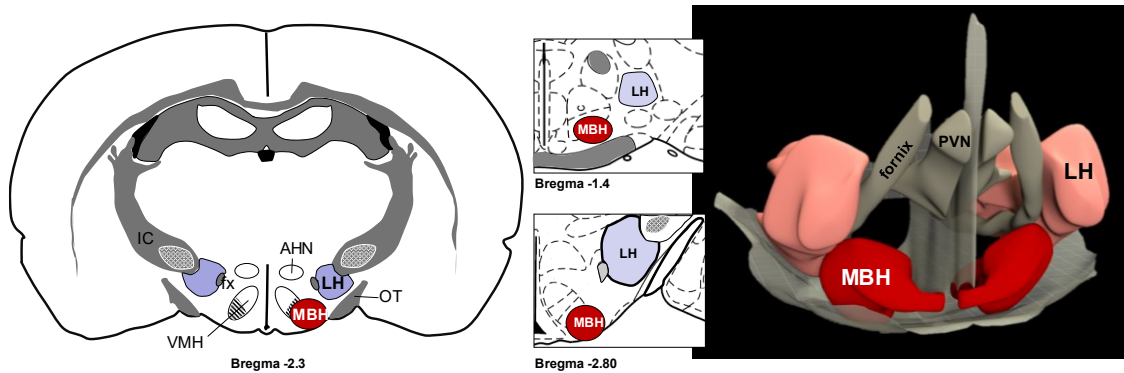 IC
fx
AHN
LH
MBH
OT
VMH
Bregma -2.3
LH
MBH
Bregma -1.4
LH
MBH
Bregma -2.80
fornix
PVN
LH
MBH